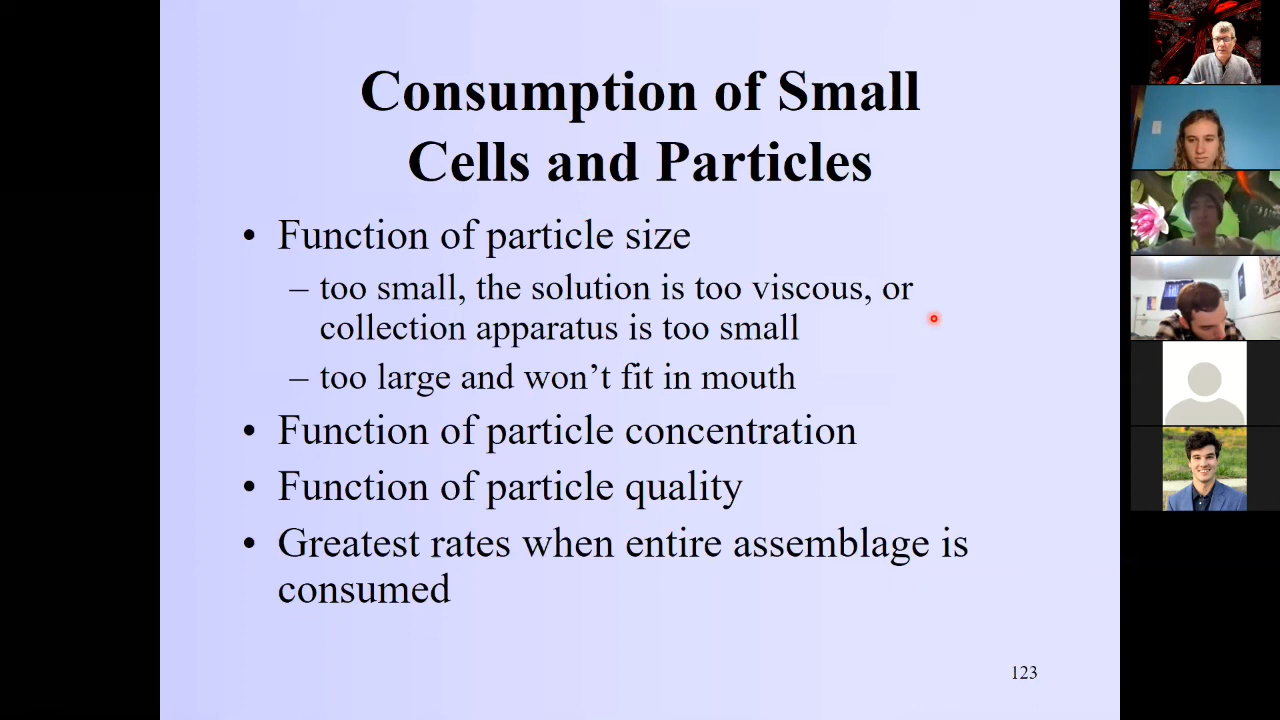 Consumption of Small
Cells and Particles
• Function of particle size
– too small, the solution is too viscous, or
collection apparatus is too small
– too large and won’t fit in mouth
• Function of particle concentration
• Function of particle quality
• Greatest rates when entire assemblage is
consumed
123